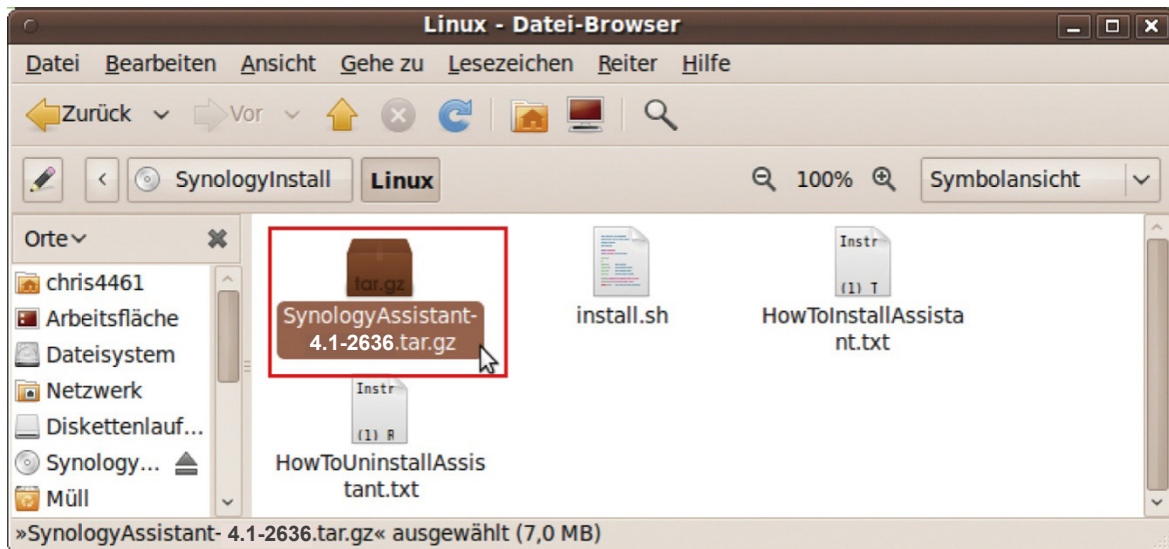 Linux - Datei-Browser
Datei Bearbeiten Ansicht Gehe zu Lesezeichen Reiter Hilfe
Zurück Vor
SynologyInstall Linux 100% Symbolansicht
Orte
chris4461
Arbeitsfläche
Dateisystem
Netzwerk
Diskettenlauf...
Synology...
Müll
tar.gz
SynologyAssistant-
4.1-2636.tar.gz
install.sh
Instr
(1) T
HowToInstallAssista
nt.txt
Instr
(1) R
HowToUninstallAssis
tant.txt
»SynologyAssistant- 4.1-2636.tar.gz« ausgewählt (7,0 MB)